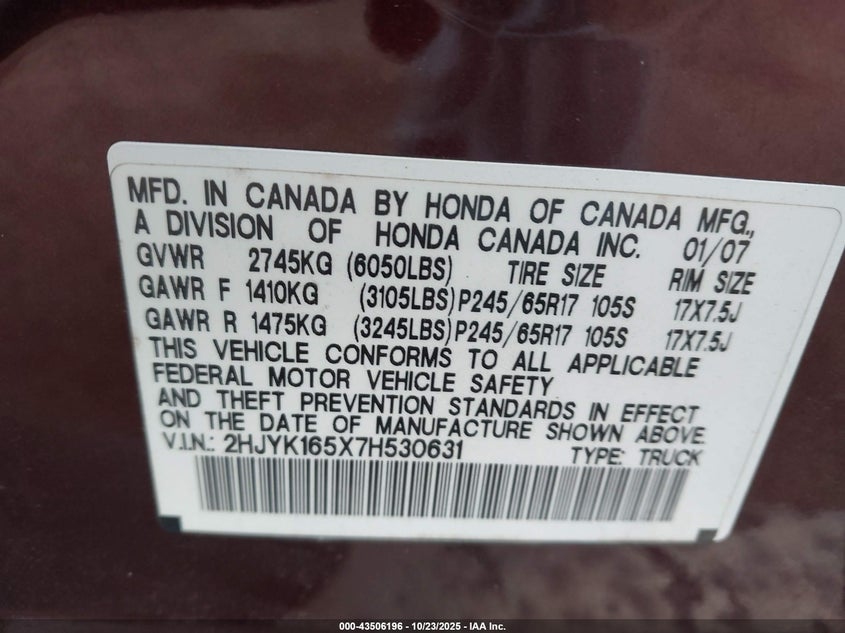 MFD. IN CANADA BY HONDA OF CANADA MFG.,
A DIVISION OF HONDA CANADA INC. 01/07
GVWR 2745KG (6050LBS) TIRE SIZE RIM SIZE
GAWR F 1410KG (3105LBS) P245/65R17 105S 17X7.5J
GAWR R 1475KG (3245LBS) P245/65R17 105S 17X7.5J
THIS VEHICLE CONFORMS TO ALL APPLICABLE
FEDERAL MOTOR VEHICLE SAFETY
AND THEFT PREVENTION STANDARDS IN EFFECT
ON THE DATE OF MANUFACTURE SHOWN ABOVE.
V.I.N.: 2HJYK165X7H530631 TYPE: TRUCK
000-43506196 - 10/23/2025 - IAA Inc.